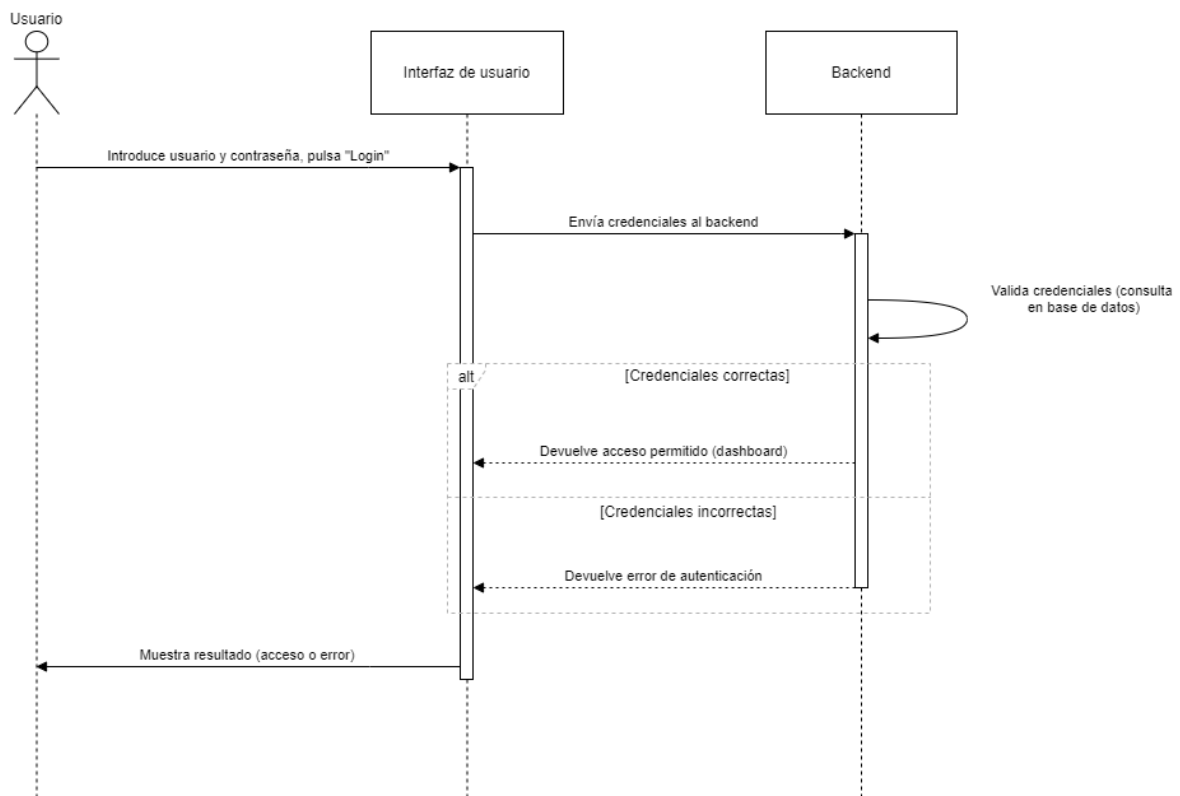 Usuario
Interfaz de usuario
Backend
Introduce usuario y contraseña, pulsa "Login"
Envía credenciales al backend
Valida credenciales (consulta
en base de datos)
alt
[Credenciales correctas]
Devuelve acceso permitido (dashboard)
[Credenciales incorrectas]
Devuelve error de autenticación
Muestra resultado (acceso o error)